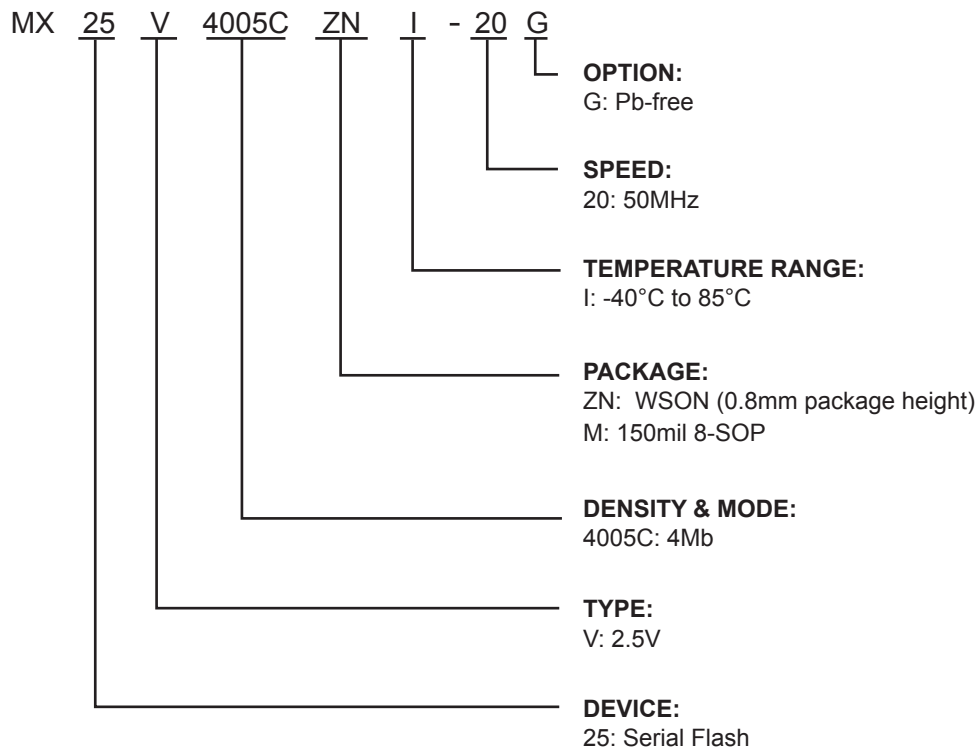 MX 25 V 4005C ZN I - 20 G
OPTION:
G: Pb-free
SPEED:
20: 50MHz
TEMPERATURE RANGE:
I: -40°C to 85°C
PACKAGE:
ZN: WSON (0.8mm package height)
M: 150mil 8-SOP
DENSITY & MODE:
4005C: 4Mb
TYPE:
V: 2.5V
DEVICE:
25: Serial Flash